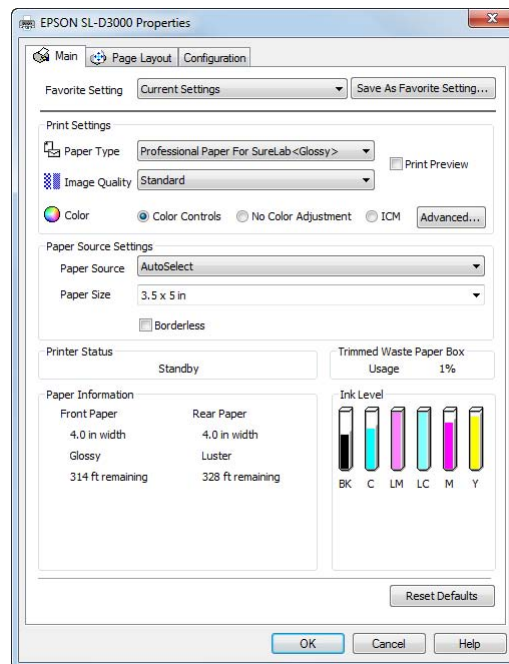 EPSON SL-D3000 Properties
Main Page Layout Configuration
Favorite Setting Current Settings Save As Favorite Setting...
Print Settings
Paper Type Professional Paper For SureLab<Glossy>
Print Preview
Image Quality Standard
Color Color Controls No Color Adjustment ICM Advanced...
Paper Source Settings
Paper Source AutoSelect
Paper Size 3.5 x 5 in
Borderless
Printer Status
Standby
Trimmed Waste Paper Box
Usage 1%
Paper Information
Front Paper Rear Paper
4.0 in width 4.0 in width
Glossy Luster
314 ft remaining 328 ft remaining
Ink Level
BK C LM LC M Y
Reset Defaults
OK Cancel Help